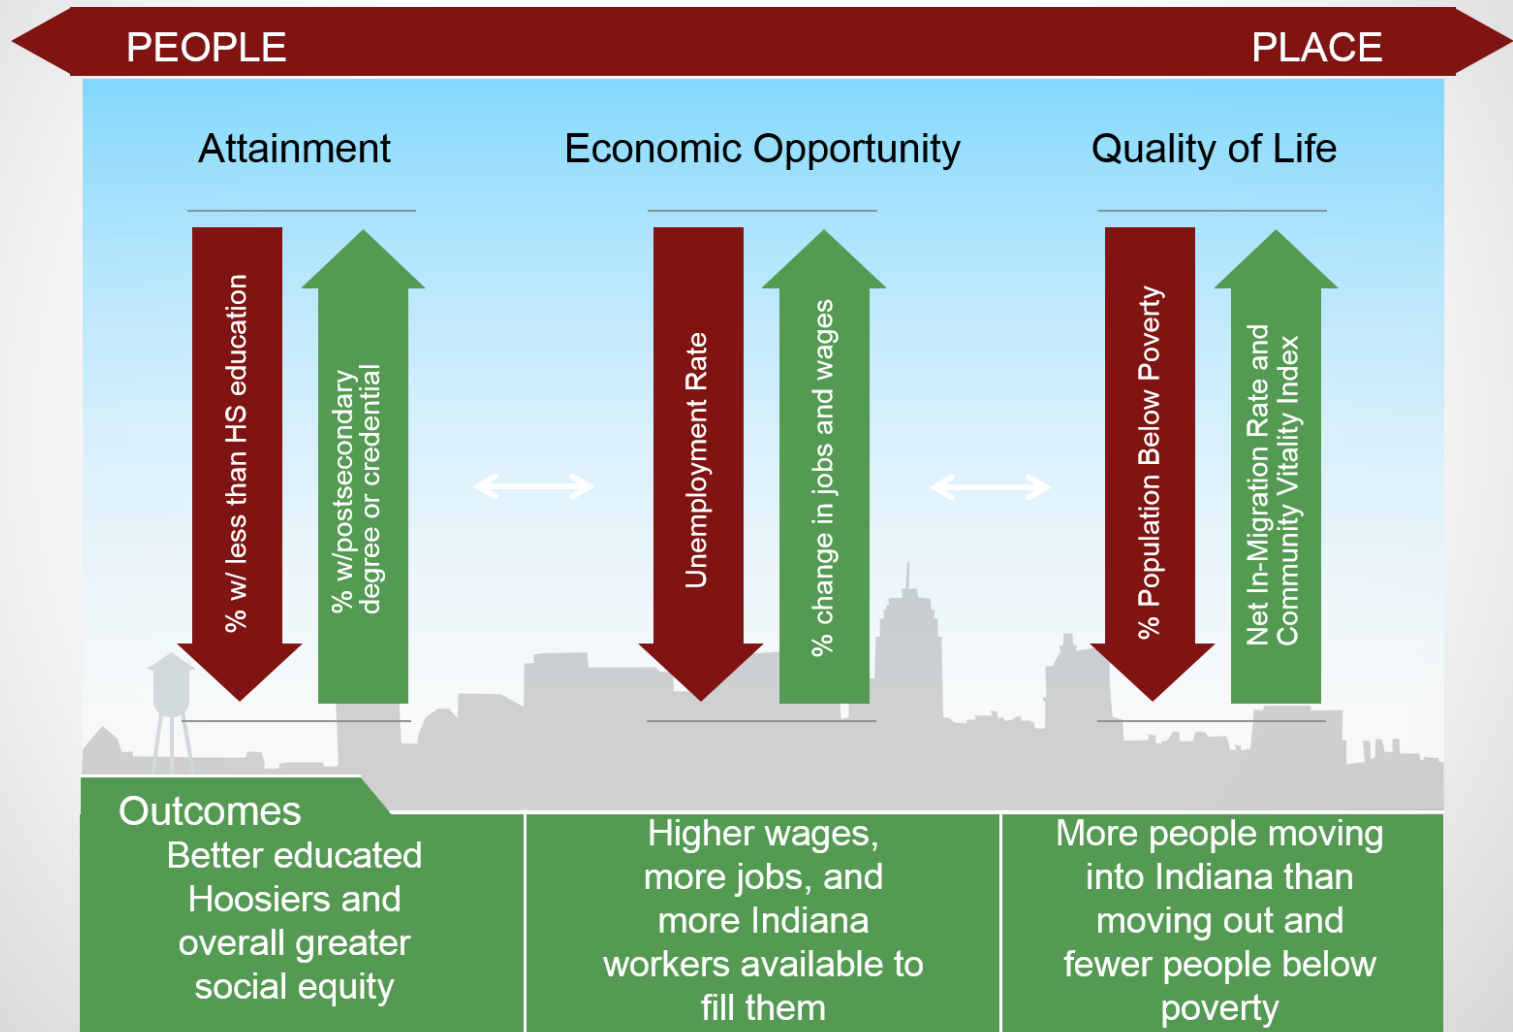 PEOPLE
PLACE
Attainment
Economic Opportunity
Quality of Life
% w/ less than HS education
% w/postsecondary
degree or credential
Unemployment Rate
% change in jobs and wages
% Population Below Poverty
Net In-Migration Rate and
Community Vitality Index
Outcomes
Better educated
Hoosiers and
overall greater
social equity
Higher wages,
more jobs, and
more Indiana
workers available to
fill them
More people moving
into Indiana than
moving out and
fewer people below
poverty